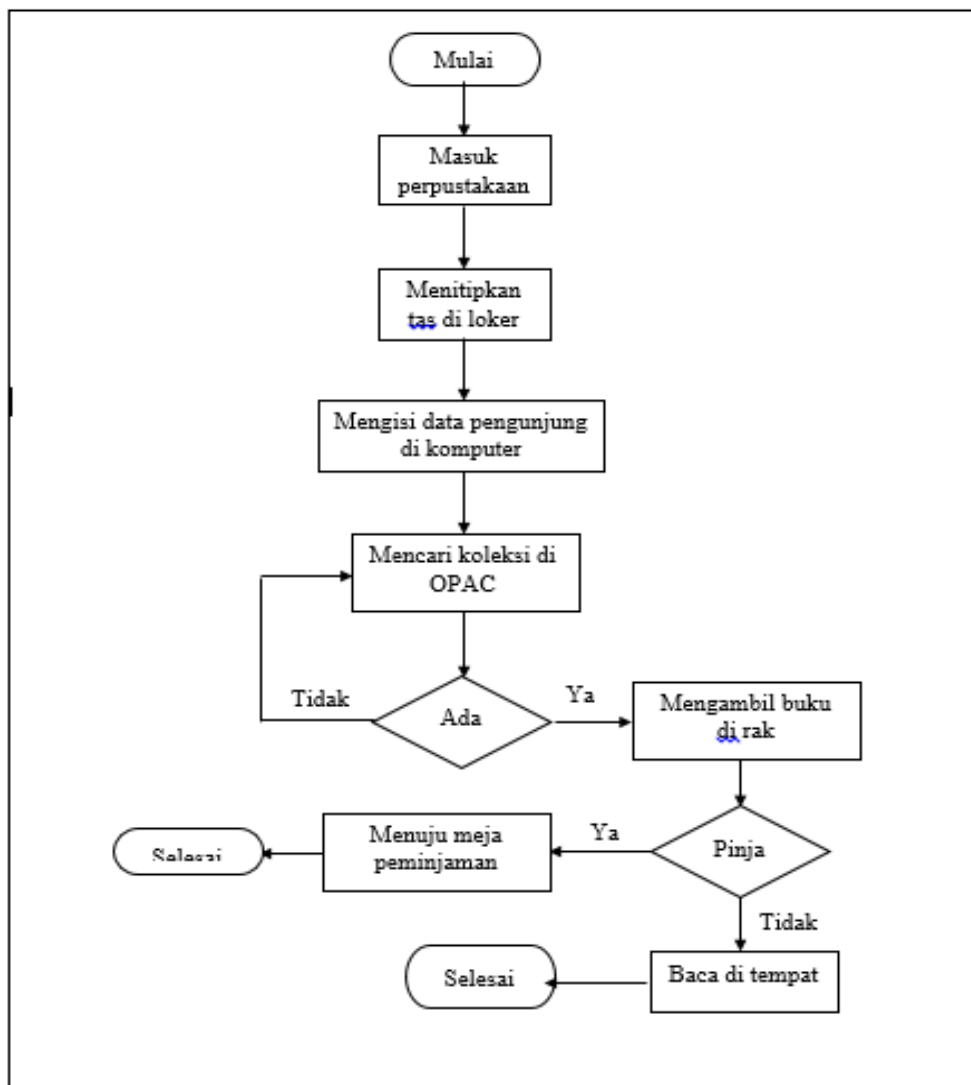 Mulai
Masuk
perpustakaan
Menitipkan
tas di loker
Mengisi data pengunjung
di komputer
Mencari koleksi di
OPAC
Tidak
Ada
Ya
Mengambil buku
di rak
Selesai
Menuju meja
peminjaman
Ya
Pinja
Tidak
Selesai
Baca di tempat